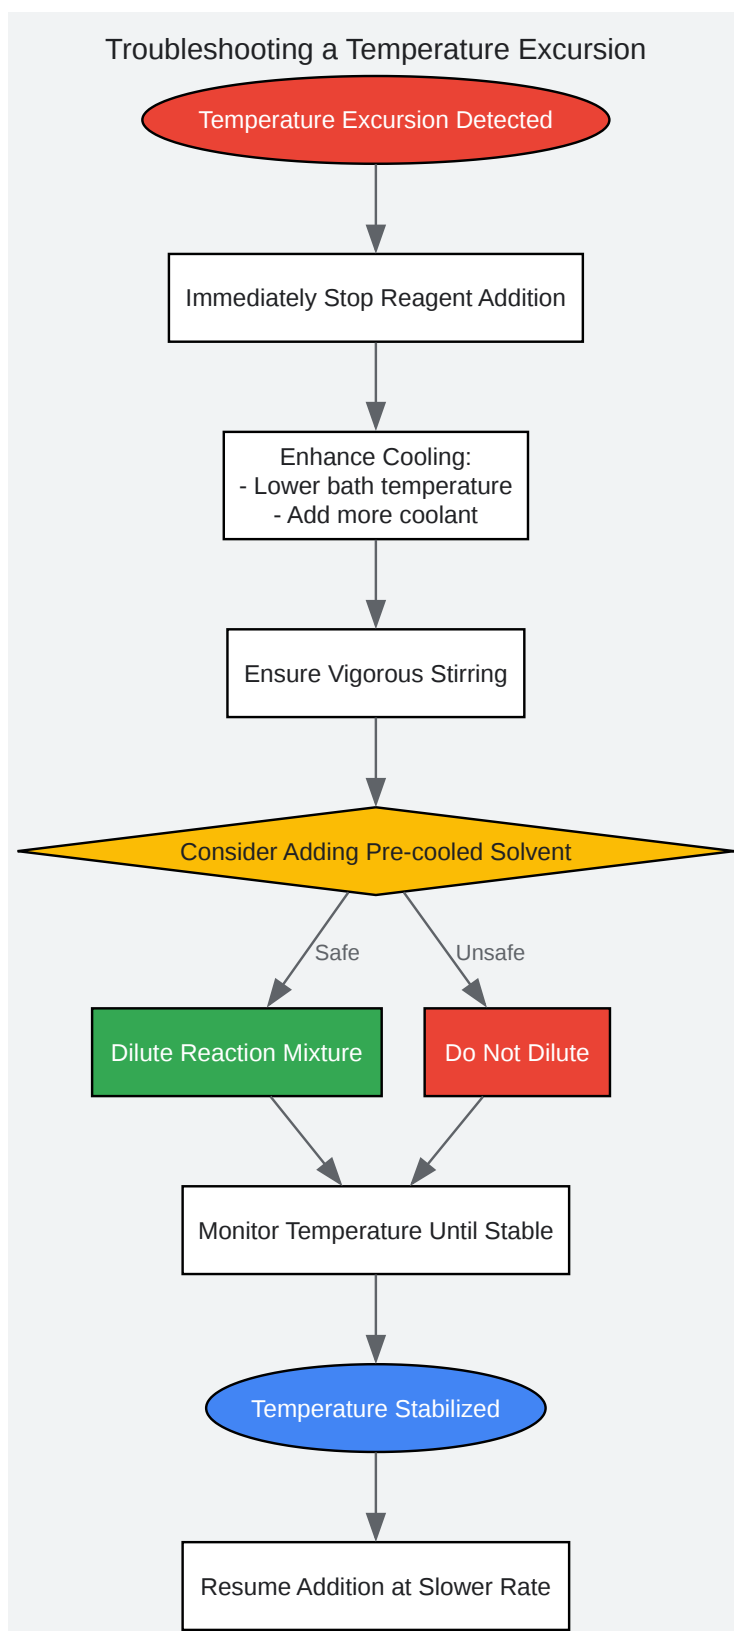 Troubleshooting a Temperature Excursion
Temperature Excursion Detected
Immediately Stop Reagent Addition
Enhance Cooling:
- Lower bath temperature
- Add more coolant
Ensure Vigorous Stirring
Consider Adding Pre-cooled Solvent
Safe
Unsafe
Dilute Reaction Mixture
Do Not Dilute
Monitor Temperature Until Stable
Temperature Stabilized
Resume Addition at Slower Rate